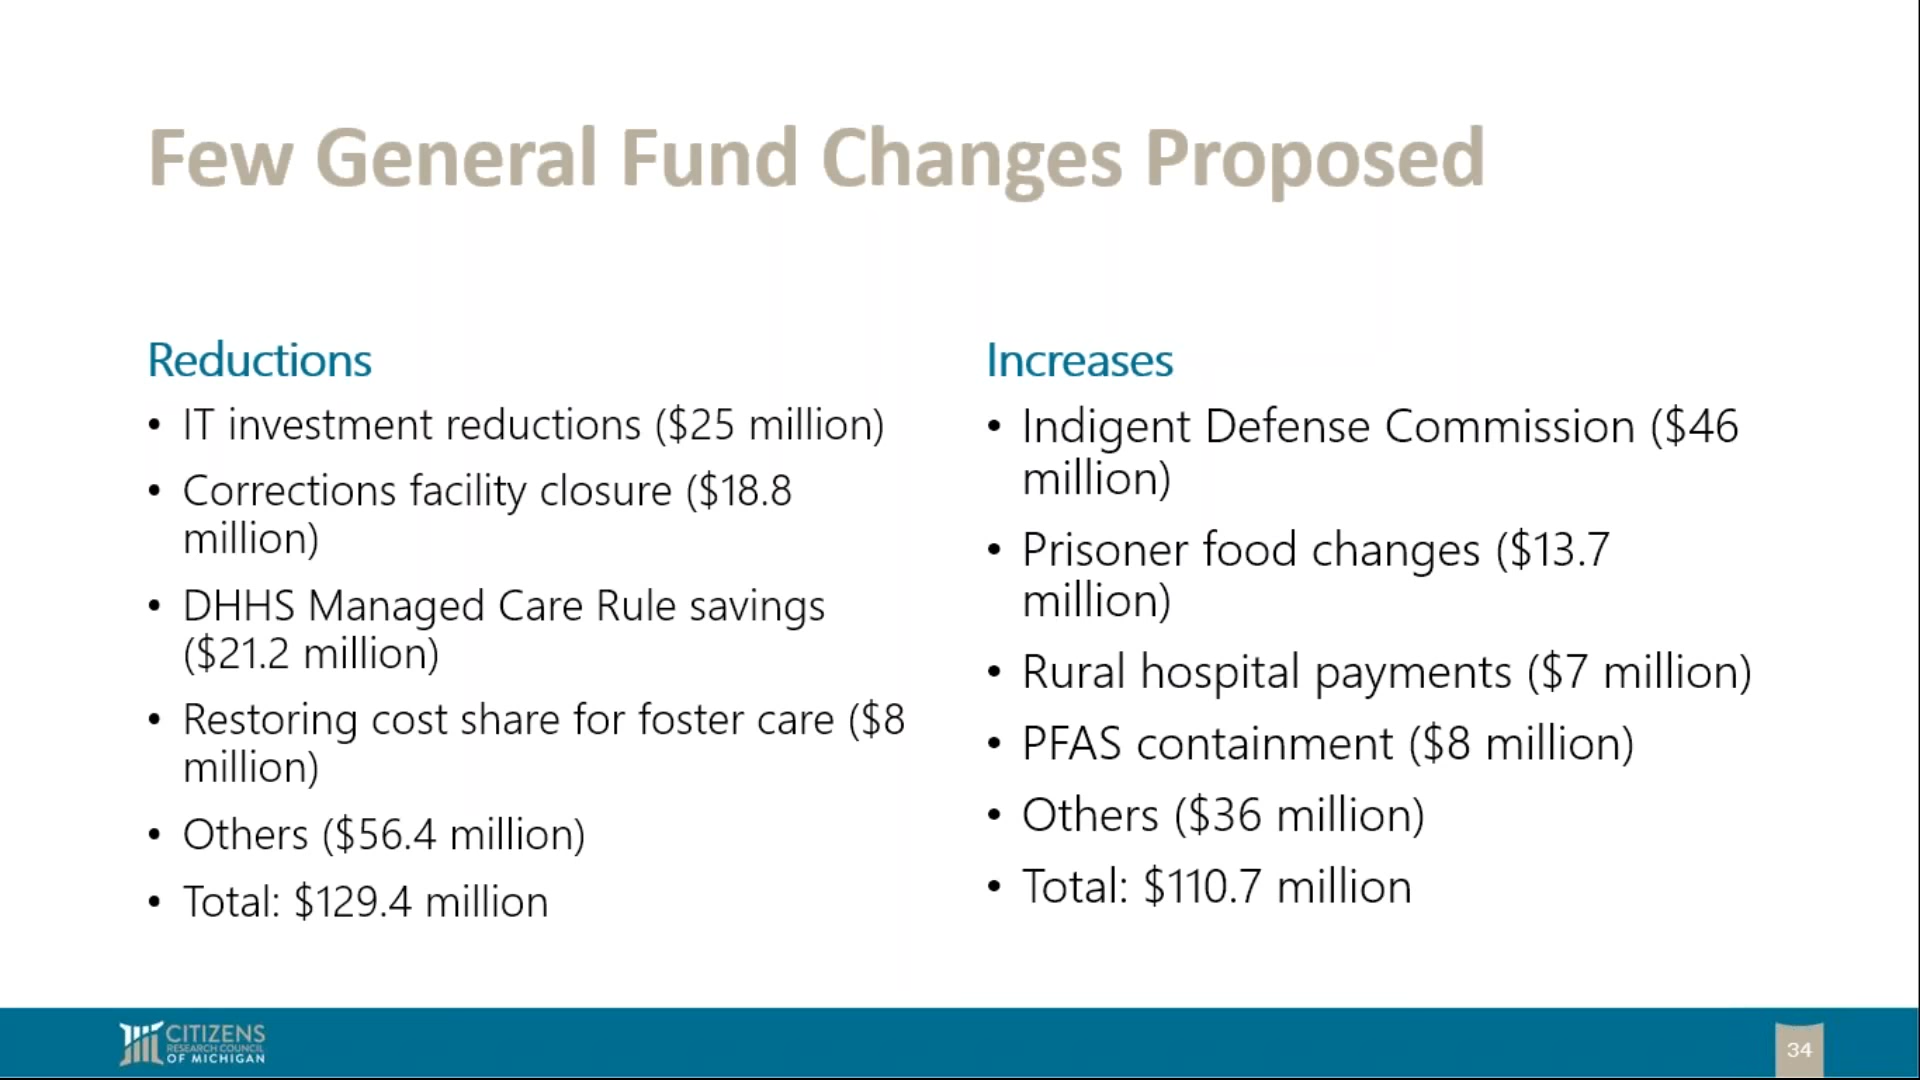 Few General Fund Changes Proposed
Reductions
• IT investment reductions ($25 million)
• Corrections facility closure ($18.8
million)
• DHHS Managed Care Rule savings
($21.2 million)
• Restoring cost share for foster care ($8
million)
• Others ($56.4 million)
• Total: $129.4 million
Increases
• Indigent Defense Commission ($46
million)
• Prisoner food changes ($13.7
million)
• Rural hospital payments ($7 million)
• PFAS containment ($8 million)
• Others ($36 million)
• Total: $110.7 million
CITIZENS
RESEARCH COUNCIL
OF MICHIGAN
34